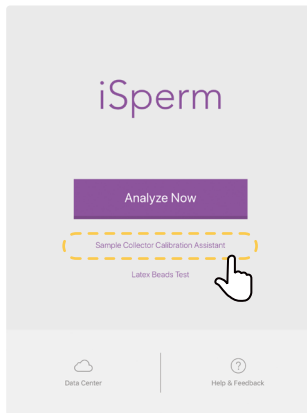 iSperm
Analyze Now
Sample Collector Calibration Assistant
Latex Beads Test
Data Center
Help & Feedback